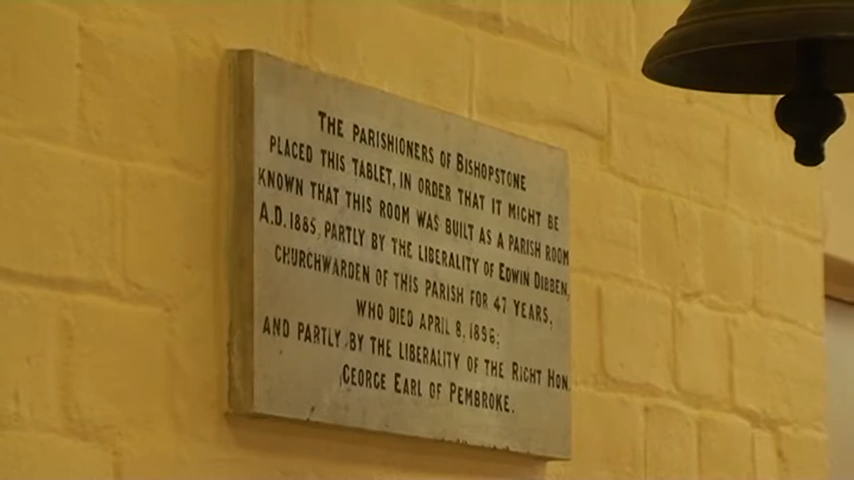 THE PARISHIONERS OF BISHOPSTONE
PLACED THIS TABLET, IN ORDER THAT IT MIGHT BE
KNOWN THAT THIS ROOM WAS BUILT AS A PARISH ROOM
A.D. 1885, PARTLY BY THE LIBERALITY OF EDWIN DIBBEN,
CHURCHWARDEN OF THIS PARISH FOR 47 YEARS,
WHO DIED APRIL 8, 1896;
AND PARTLY BY THE LIBERALITY OF THE RIGHT HON.
GEORGE EARL OF PEMBROKE.